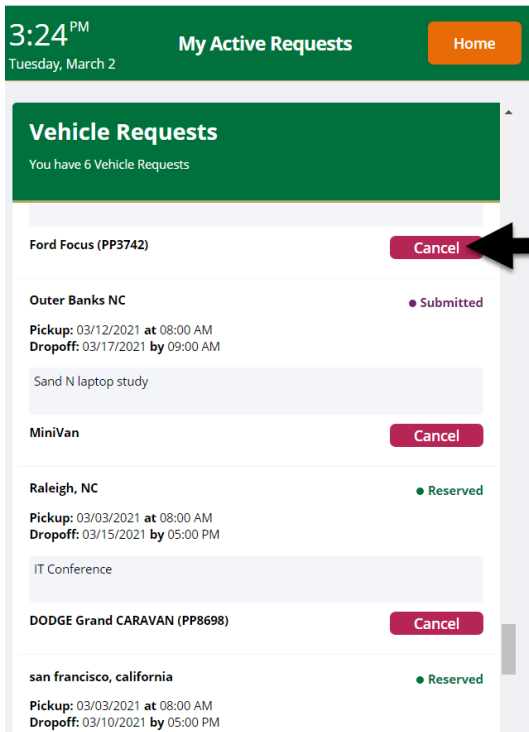 3:24 PM
My Active Requests
Home
Tuesday, March 2
Vehicle Requests
You have 6 Vehicle Requests
Ford Focus (PP3742)
Cancel
Outer Banks NC
Submitted
Pickup: 03/12/2021 at 08:00 AM
Dropoff: 03/17/2021 by 09:00 AM
Sand N laptop study
MiniVan
Cancel
Raleigh, NC
Reserved
Pickup: 03/03/2021 at 08:00 AM
Dropoff: 03/15/2021 by 05:00 PM
IT Conference
DODGE Grand CARAVAN (PP8698)
Cancel
san francisco, california
Reserved
Pickup: 03/03/2021 at 08:00 AM
Dropoff: 03/10/2021 by 05:00 PM